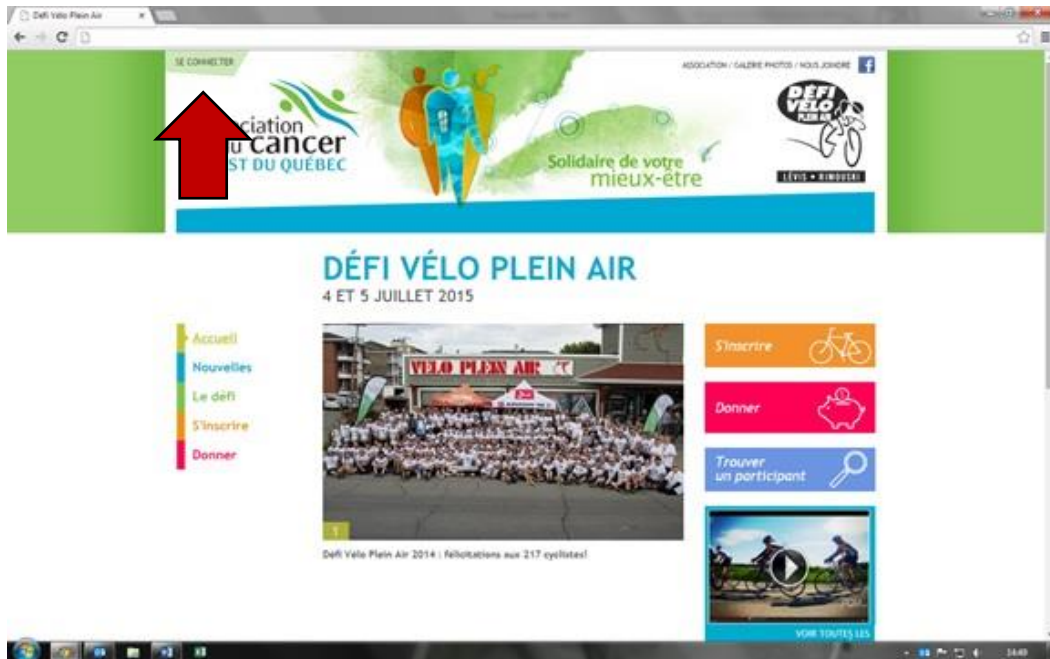 Défi Vélo Plein Air
SE CONNECTER
ASSOCIATION / GALERIE PHOTOS / NOUS JOINDRE
ciation
cancer
ST DU QUÉBEC
Solidaire de votre
mieux-être
DÉFI
VÉLO
PLEIN AIR
LÉVIS • RIMOUSKI
DÉFI VÉLO PLEIN AIR
4 ET 5 JUILLET 2015
Accueil
Nouvelles
Le défi
S'inscrire
Donner
VELO PLEIN AIR
1
Défi Vélo Plein Air 2014 : félicitations aux 217 cyclistes!
S'inscrire
Donner
Trouver
un participant
VOIR TOUTES LES
14:49